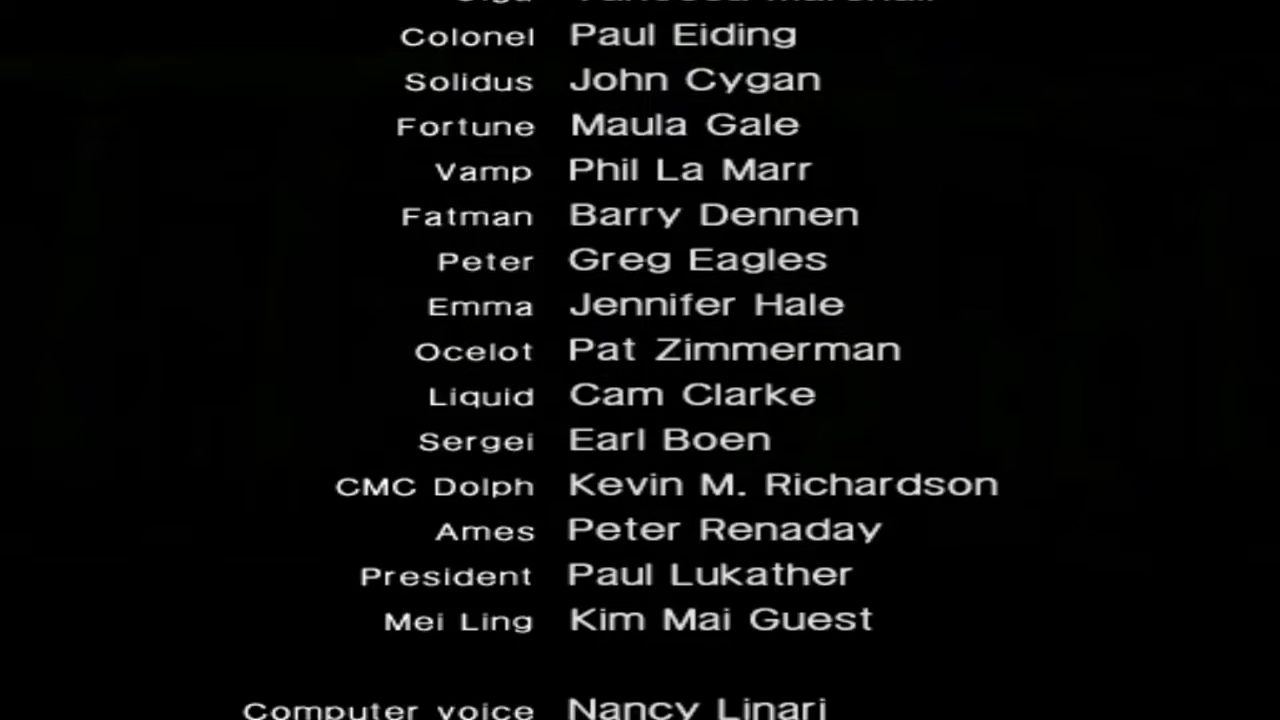 Colonel Paul Eiding
Solidus John Cygan
Fortune Maula Gale
Vamp Phil La Marr
Fatman Barry Dennen
Peter Greg Eagles
Emma Jennifer Hale
Ocelot Pat Zimmerman
Liquid Cam Clarke
Sergei Earl Boen
CMC Dolph Kevin M. Richardson
Ames Peter Renaday
President Paul Lukather
Mei Ling Kim Mai Guest
Computer voice Nancy Linari